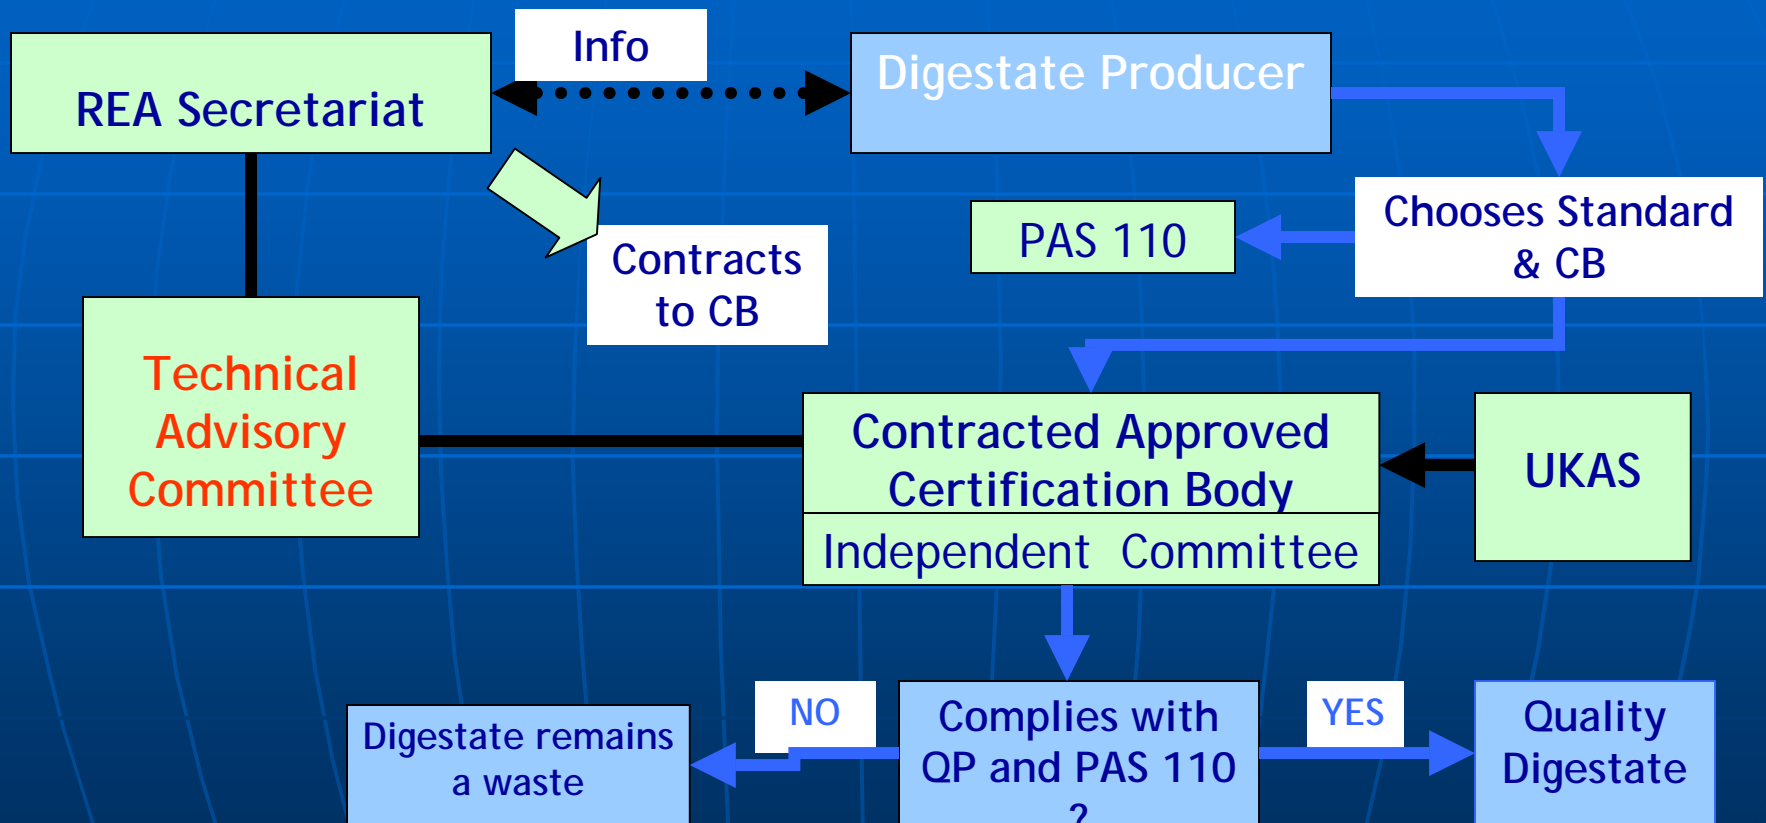 Info
REA Secretariat
Digestate Producer
Chooses Standard
& CB
PAS 110
Contracts
to CB
Technical
Advisory
Committee
Contracted Approved
Certification Body
Independent Committee
UKAS
NO
YES
Digestate remains
a waste
Complies with
QP and PAS 110
?
Quality
Digestate